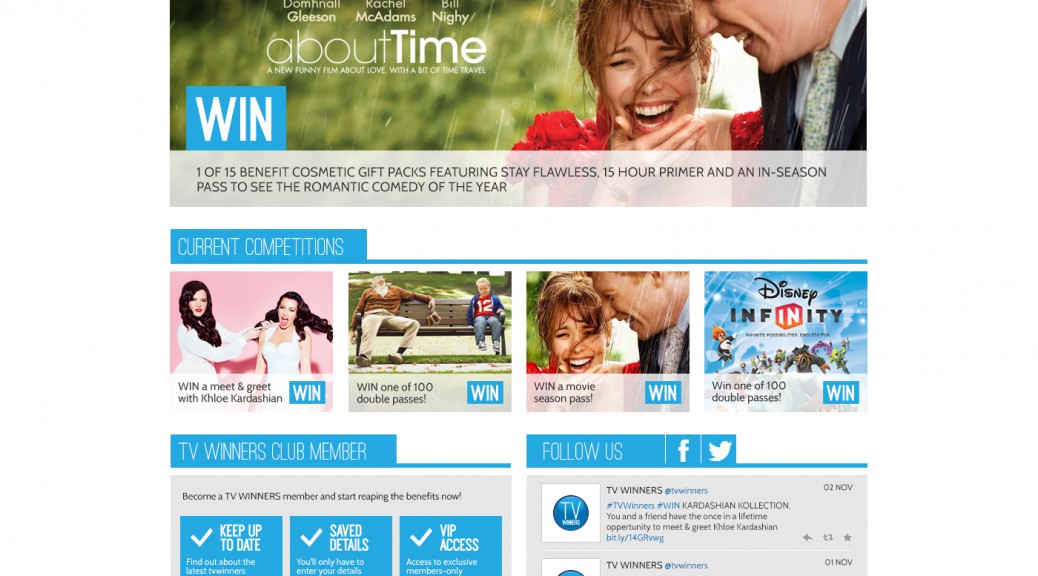 Domhnall Rachel Bill
Gleeson McAdams Nighy
aboutTime
A NEW FUNNY FILM ABOUT LOVE. WITH A BIT OF TIME TRAVEL
WIN
1 OF 15 BENEFIT COSMETIC GIFT PACKS FEATURING STAY FLAWLESS, 15 HOUR PRIMER AND AN IN-SEASON
PASS TO SEE THE ROMANTIC COMEDY OF THE YEAR
CURRENT COMPETITIONS
WIN a meet & greet
with Khloe Kardashian
WIN
12
WIN one of 100
double passes!
WIN
WIN a movie
season pass!
WIN
Disney
INFINITY
INFINITE POSSIBILITIES. ENDLESS FUN.
Win one of 100
double passes!
WIN
TV WINNERS CLUB MEMBER
Become a TV WINNERS member and start reaping the benefits now!
KEEP UP
TO DATE
Find out about the
latest tvwinners
SAVED
DETAILS
You'll only have to
enter your details
VIP
ACCESS
Access to exclusive
members-only
FOLLOW US
TV
WINNERS
TV WINNERS @tvwinners
02 NOV
#TVWinners #WIN KARDASHIAN KOLLECTION.
You and a friend have the once in a lifetime
opportunity to meet & greet Khloe Kardashian
bit.ly/14GRvwg
TV WINNERS @tvwinners
01 NOV